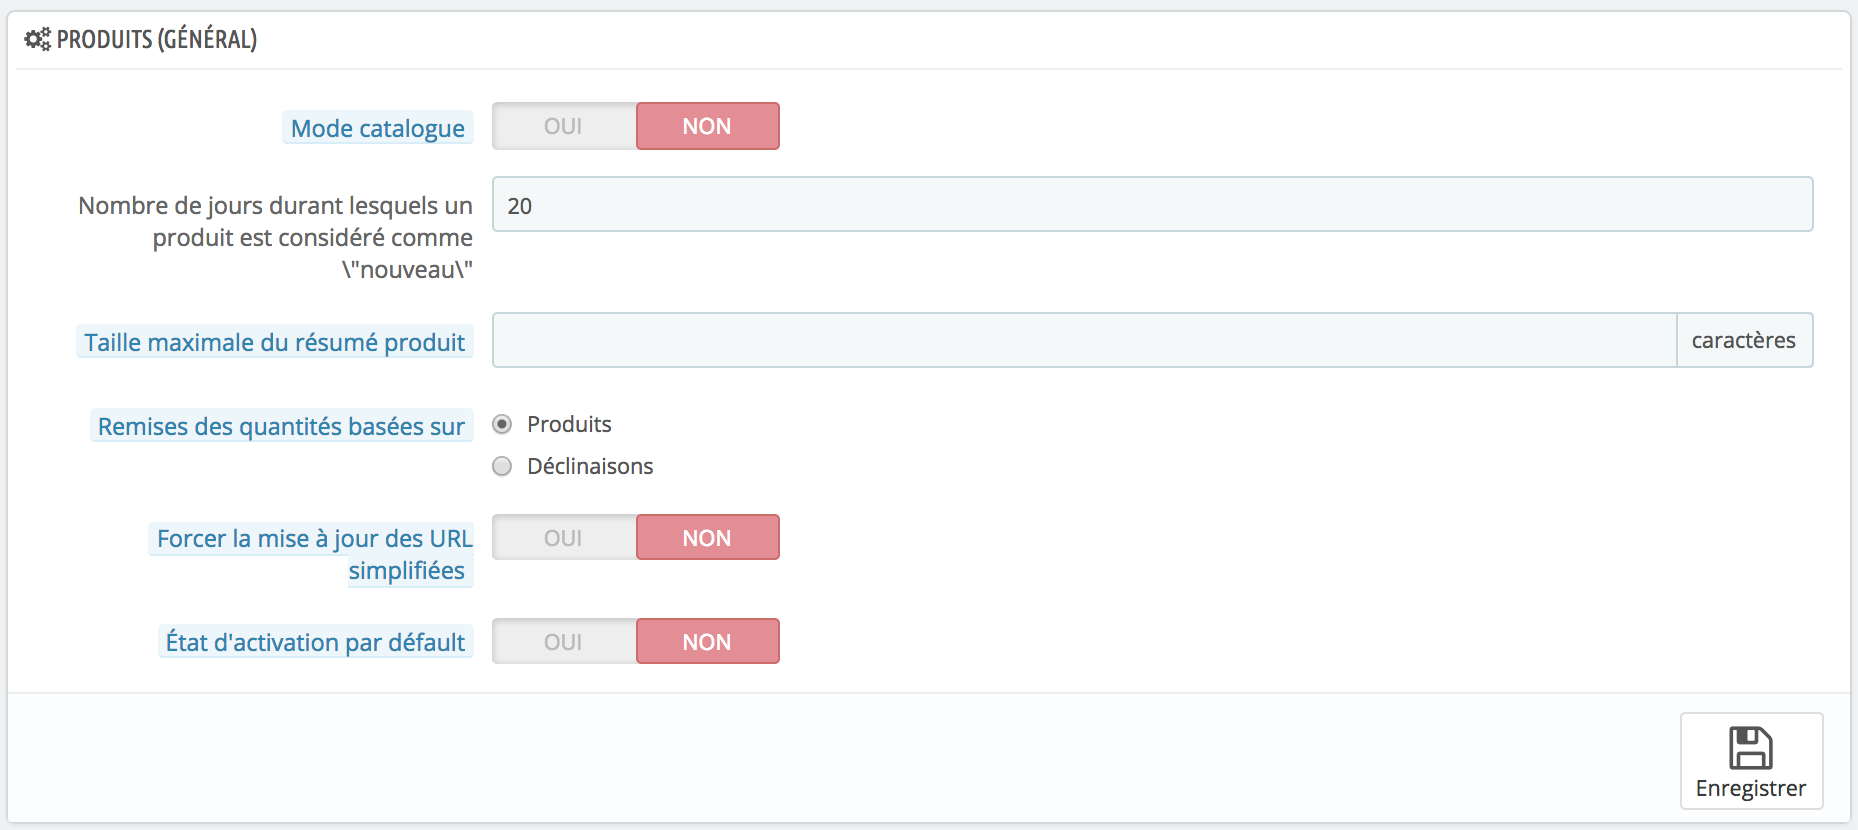 PRODUITS (GÉNÉRAL)
Mode catalogue
OUI
NON
Nombre de jours durant lesquels un
produit est considéré comme
\"nouveau\"
20
Taille maximale du résumé produit
caractères
Remises des quantités basées sur
Produits
Déclinaisons
Forcer la mise à jour des URL
simplifiées
OUI
NON
État d'activation par défault
OUI
NON
Enregistrer